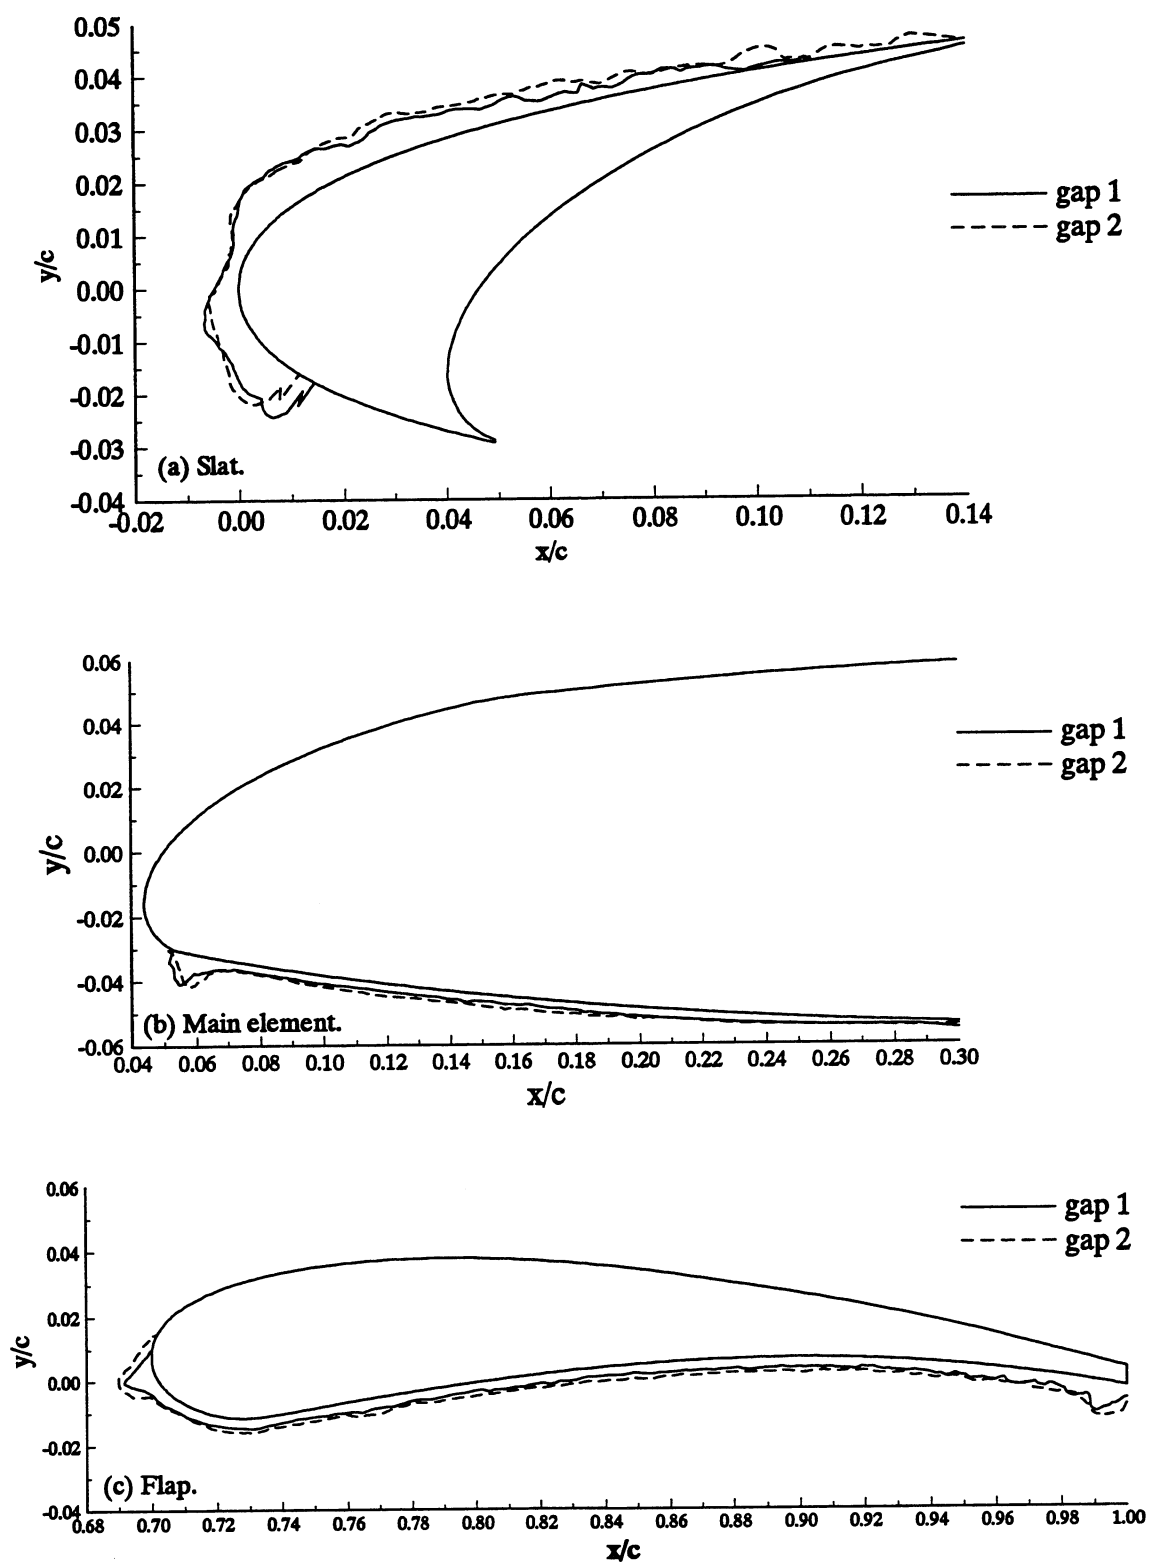 0.05
0.04
0.03
0.02
0.01
0.00
-0.01
-0.02
-0.03
-0.04
y/c
gap 1
gap 2
(a) Slat.
-0.02 0.00 0.02 0.04 0.06 0.08 0.10 0.12 0.14
x/c
0.06
0.04
0.02
0.00
-0.02
-0.04
-0.06
y/c
gap 1
gap 2
(b) Main element.
0.04 0.06 0.08 0.10 0.12 0.14 0.16 0.18 0.20 0.22 0.24 0.26 0.28 0.30
x/c
0.06
0.04
0.02
0.00
-0.02
-0.04
y/c
gap 1
gap 2
(c) Flap.
0.68 0.70 0.72 0.74 0.76 0.78 0.80 0.82 0.84 0.86 0.88 0.90 0.92 0.94 0.96 0.98 1.00
x/c